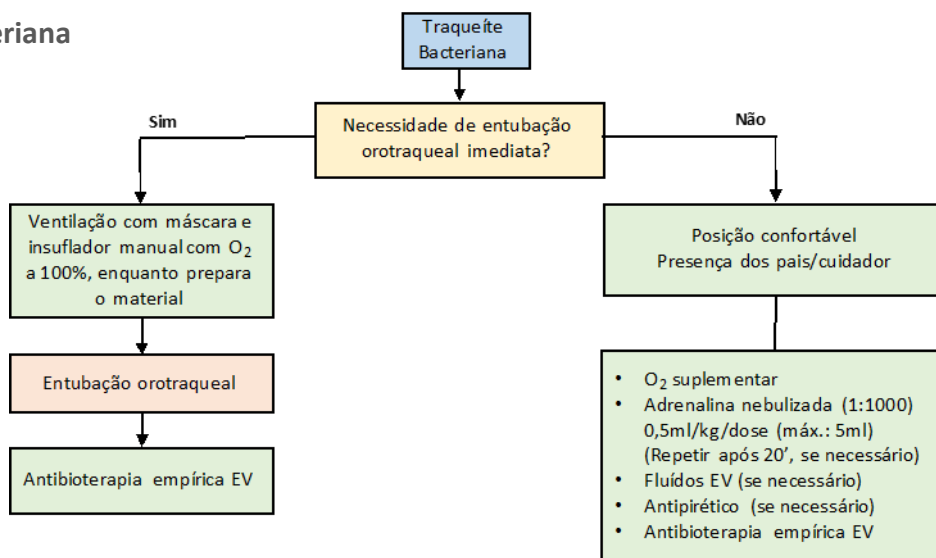 eriana
Traqueíte
Bacteriana
Necessidade de entubação
orotraqueal imediata?
Sim
Não
Ventilação com máscara e
insuflador manual com O₂
a 100%, enquanto prepara
o material
Entubação orotraqueal
Antibioterapia empírica EV
Posição confortável
Presença dos pais/cuidador
• O₂ suplementar
• Adrenalina nebulizada (1:1000)
0,5ml/kg/dose (máx.: 5ml)
(Repetir após 20’, se necessário)
• Fluídos EV (se necessário)
• Antipirético (se necessário)
• Antibioterapia empírica EV